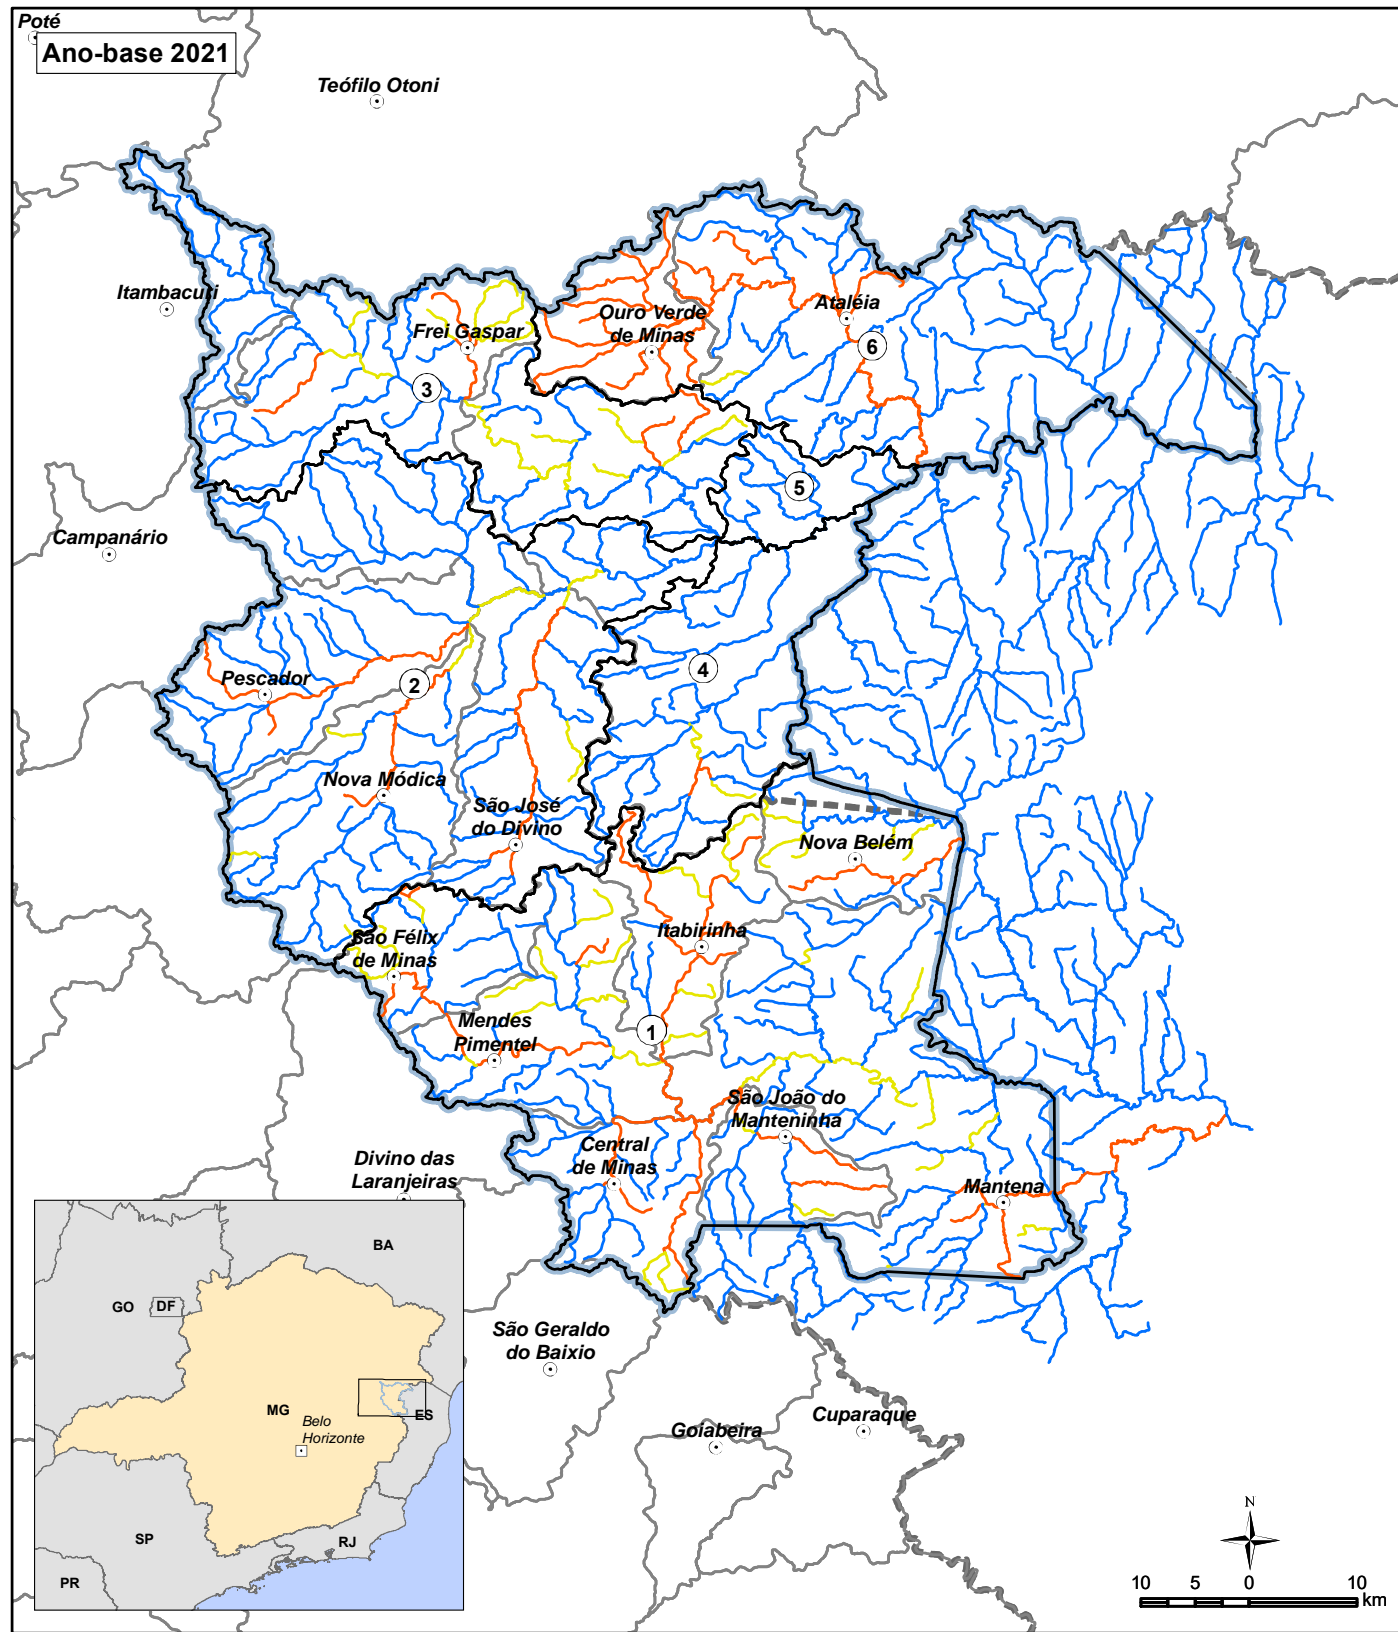 Poté
Ano-base 2021
Teófilo Otoni
Itambacuri
Frei Gaspar
Ouro Verde
de Minas
Ataléia
6
3
5
Campanário
4
Pescador
2
Nova Módica
São José
do Divino
Nova Belém
São Félix
de Minas
Itabirinha
Mendes
Pimentel
1
São João do
Manteninha
Central
de Minas
Divino das
Laranjeiras
Mantena
São Geraldo
do Baixio
Goiabeira
Cuparaque
BA
GO
DF
MG
ES
Belo
Horizonte
SP
RJ
PR
N
10 5 0 10
km